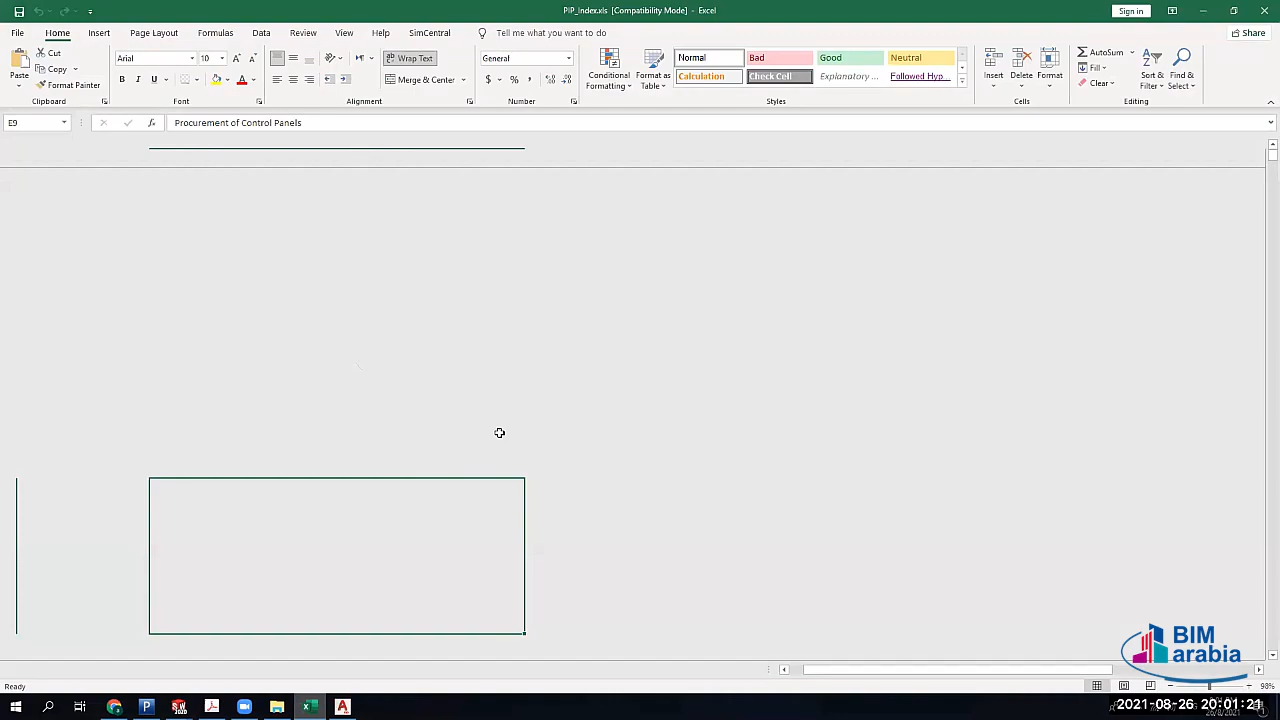 PIP_Index.xls [Compatibility Mode] - Excel
Sign in
File Home Insert Page Layout Formulas Data Review View Help SimCentral Tell me what you want to do
Share
Paste
Cut
Copy
Format Painter
Clipboard
Arial 10
B I U
Font
Wrap Text
Merge & Center
Alignment
General
$ %
Number
Conditional Formatting
Format as Table
Normal Bad Good Neutral
Calculation Check Cell Explanatory ... Followed Hyp...
Styles
Insert Delete Format
Cells
AutoSum
Fill
Clear
Sort & Filter
Find & Select
Editing
E9 fx Procurement of Control Panels
BIM
arabia
Ready
98%
2021-08-26 20:01:21